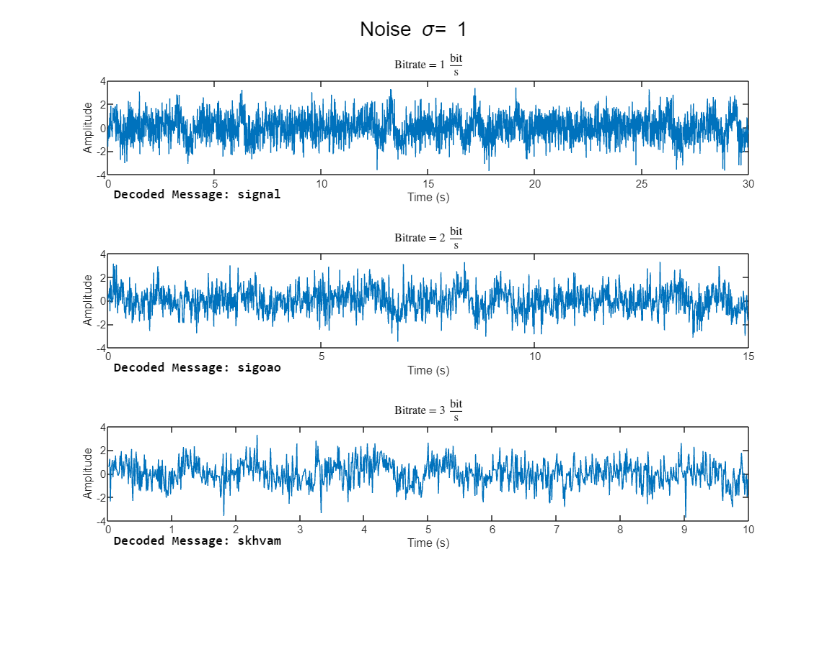 Noise σ= 1
Bitrate = 1 bit/s
Amplitude
4
2
0
-2
-4
0 5 10 15 20 25 30
Time (s)
Decoded Message: signal
Bitrate = 2 bit/s
Amplitude
4
2
0
-2
-4
0 5 10 15
Time (s)
Decoded Message: sigoao
Bitrate = 3 bit/s
Amplitude
4
2
0
-2
-4
0 1 2 3 4 5 6 7 8 9 10
Time (s)
Decoded Message: skhvam